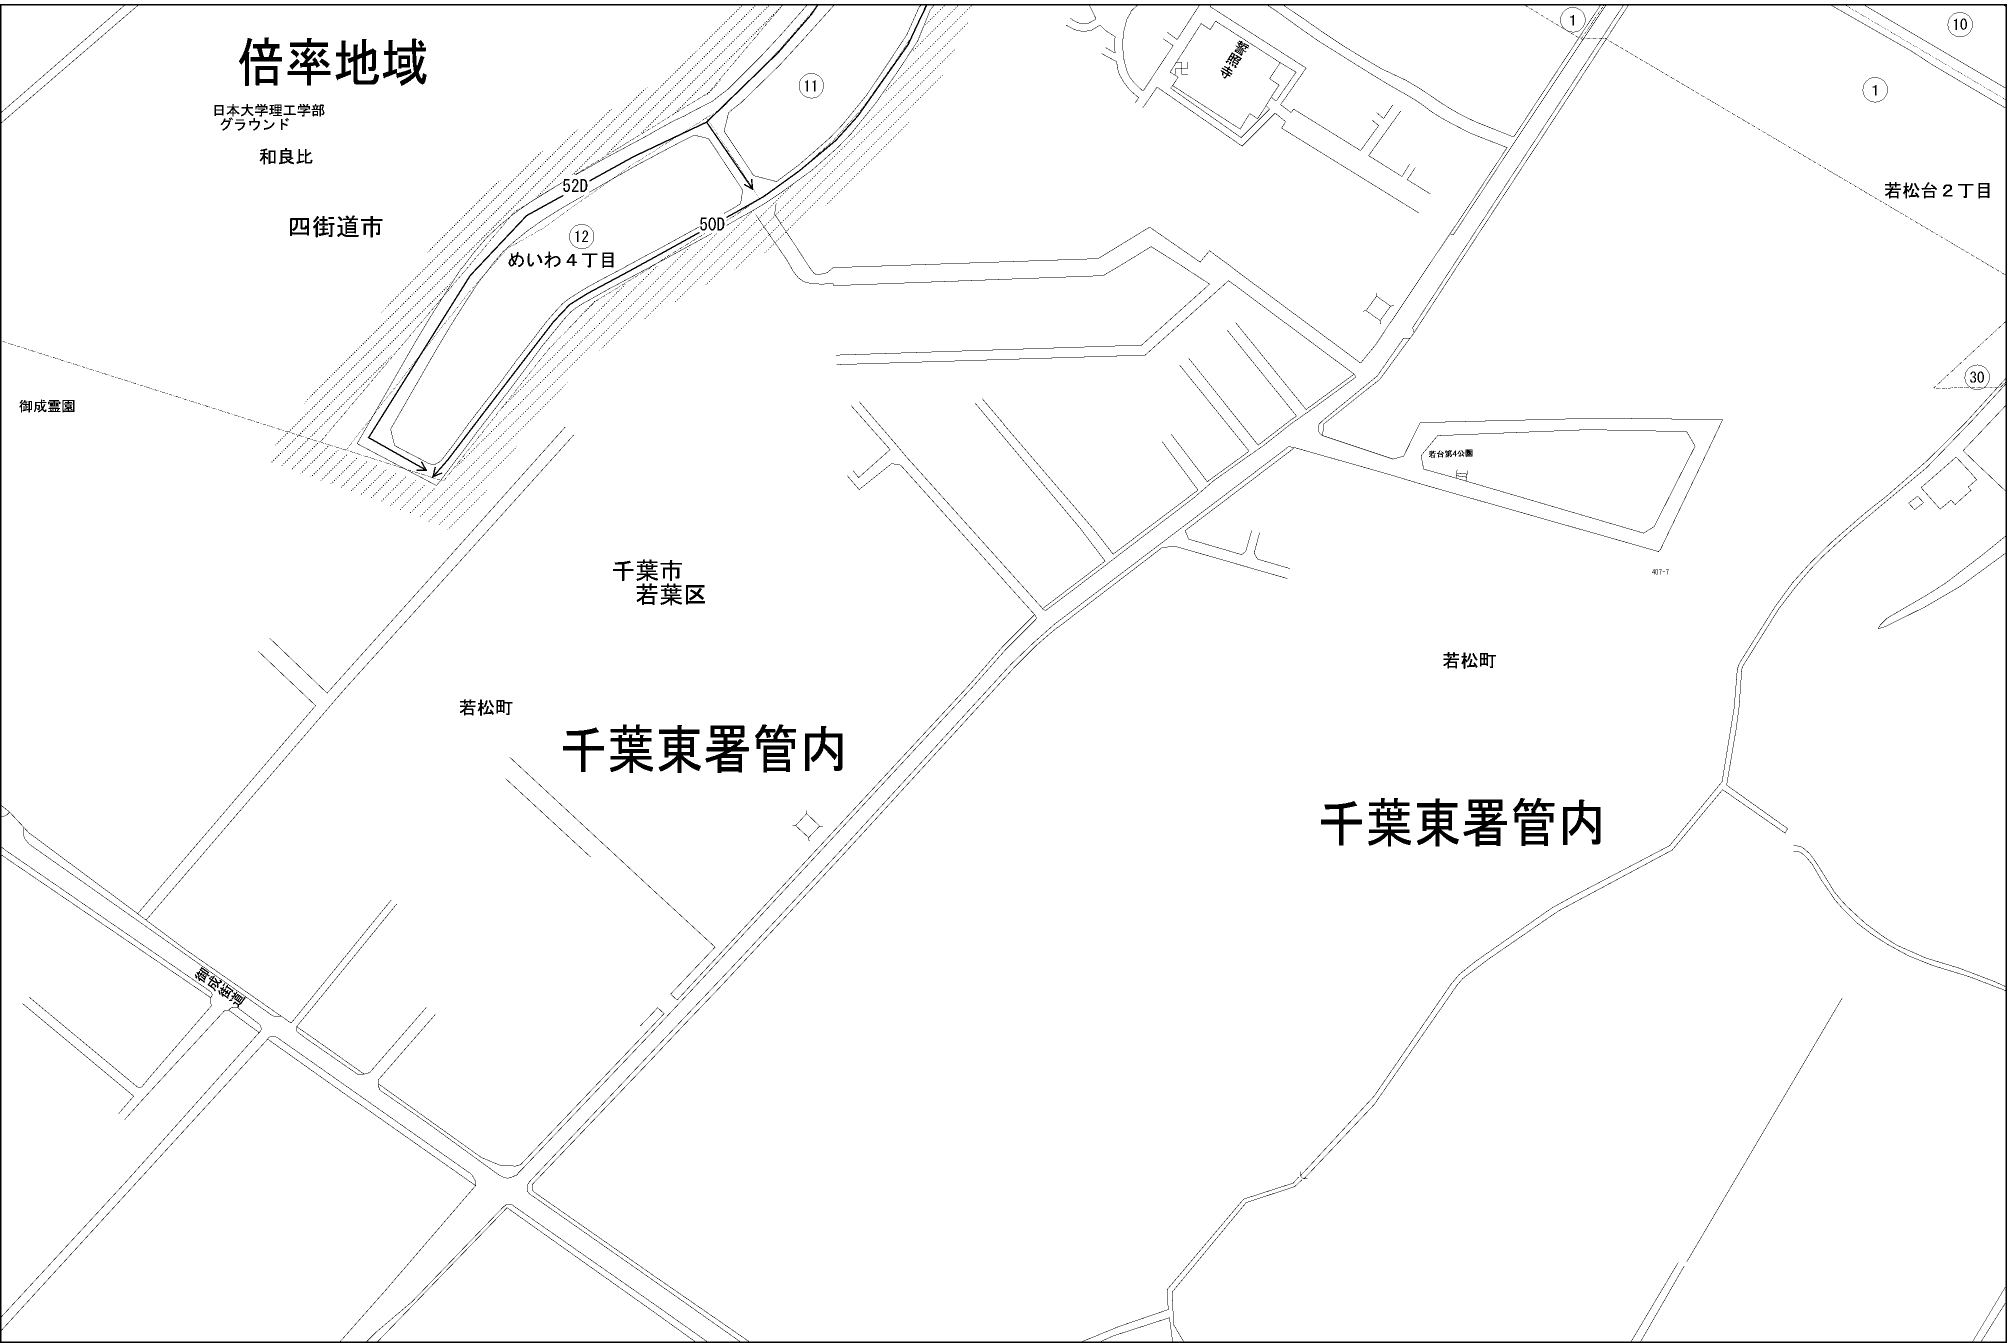 倍率地域
日本大学理工学部
グラウンド
和良比
四街道市
52D
11
50D
12
めいわ4丁目
1
10
1
若松台2丁目
30
御成霊園
若台第4公園
407-7
千葉市
若葉区
若松町
若松町
千葉東署管内
千葉東署管内
御成街道